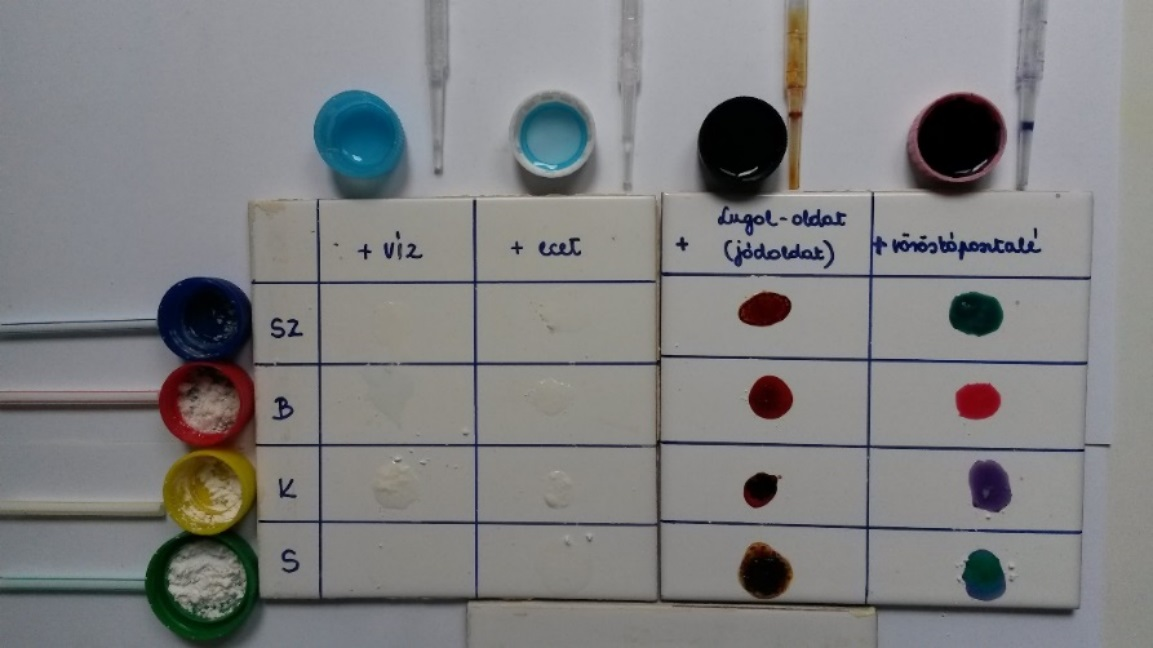 + víz
+ ecet
+ Lugol-oldat
(jódoldat)
+ vöröskáposztalé
SZ
B
K
S